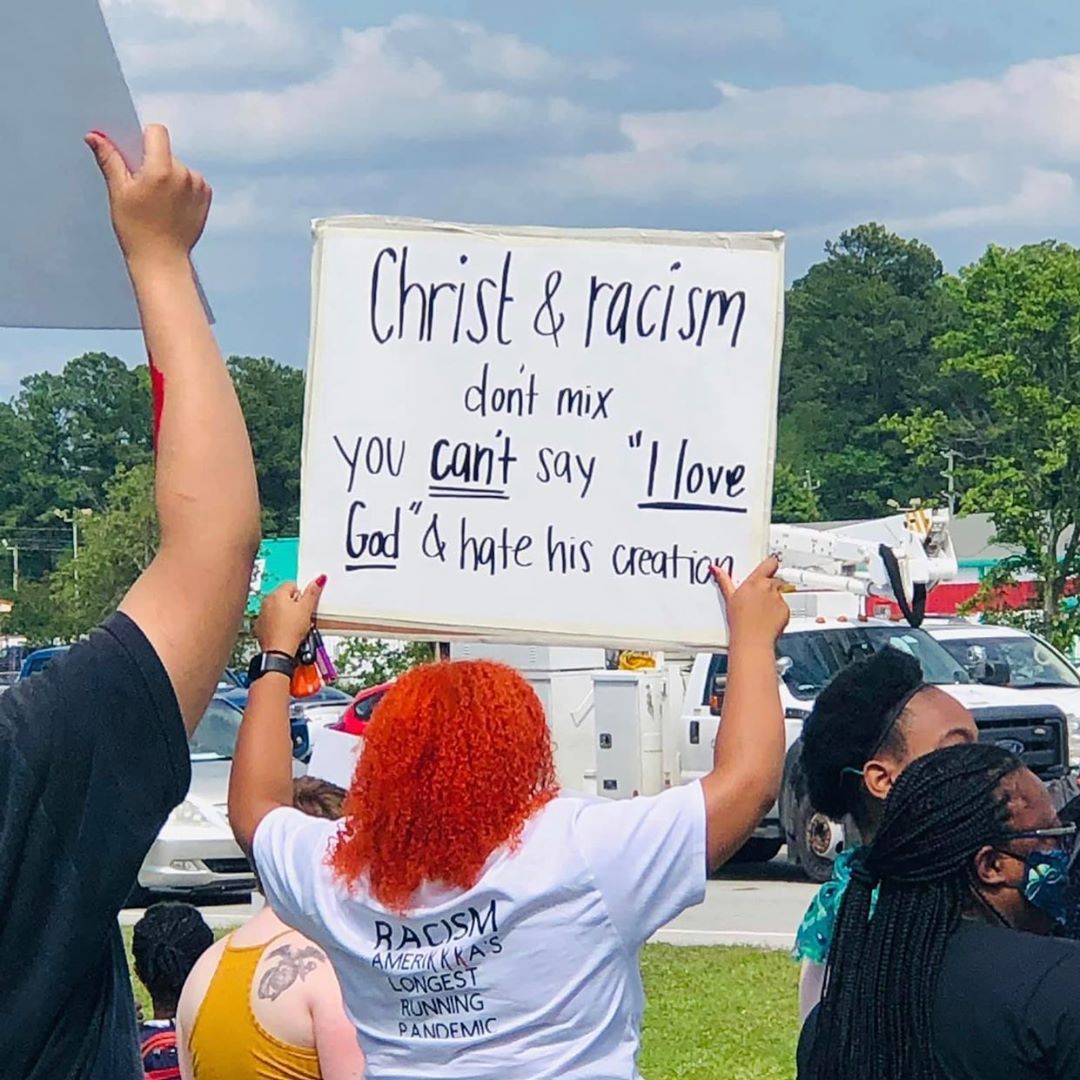 Christ & racism
don't mix
you can't say "I love
God" & hate his creation
RACISM
AMERIKKKA'S
LONGEST
RUNNING
PANDEMIC